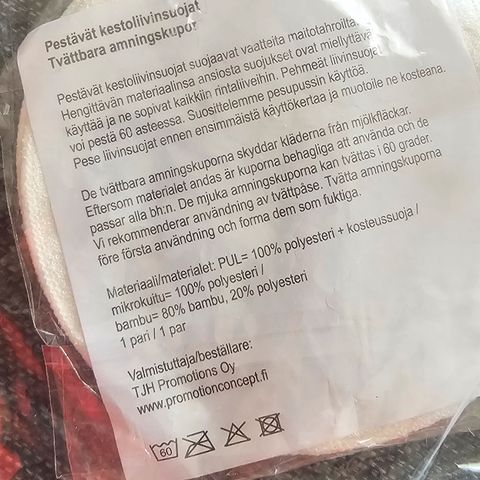 Pestävät kestoliivinsuojat
Tvättbara amningskupor
Pestävät kestoliivinsuojat suojaavat vaatteita maitotahroilta.
Hengittävän materiaalinsa ansiosta suojukset ovat miellyttäviä
käyttää ja ne sopivat kaikkiin rintaliiveihin. Pehmeät liivinsuojat
voi pestä 60 asteessa. Suosittelemme pesupussin käyttöä.
Pese liivinsuojat ennen ensimmäistä käyttökertaa ja muotoile ne kosteana.
De tvättbara amningskuporna skyddar kläderna från mjölkfläckar.
Eftersom materialet andas är kuporna behagliga att använda och de
passar alla bh:n. De mjuka amningskuporna kan tvättas i 60 grader.
Vi rekommenderar användning av tvättpåse. Tvätta amningskuporna
före första användning och forma dem som fuktiga.
Materiaali/materialet: PUL= 100% polyesteri + kosteussuoja /
mikrokuitu= 100% polyesteri /
bambu= 80% bambu, 20% polyesteri
1 pari / 1 par
Valmistuttaja/beställare:
TJH Promotions Oy
www.promotionconcept.fi
60